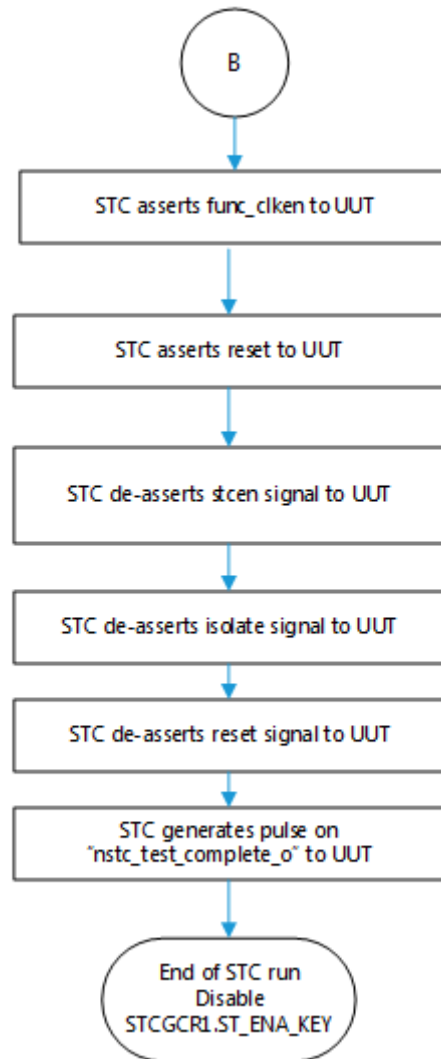 B
STC asserts func_clken to UUT
STC asserts reset to UUT
STC de-asserts stcen signal to UUT
STC de-asserts isolate signal to UUT
STC de-asserts reset signal to UUT
STC generates pulse on
"nstc_test_complete_o" to UUT
End of STC run
Disable
STCGCR1.ST_ENA_KEY